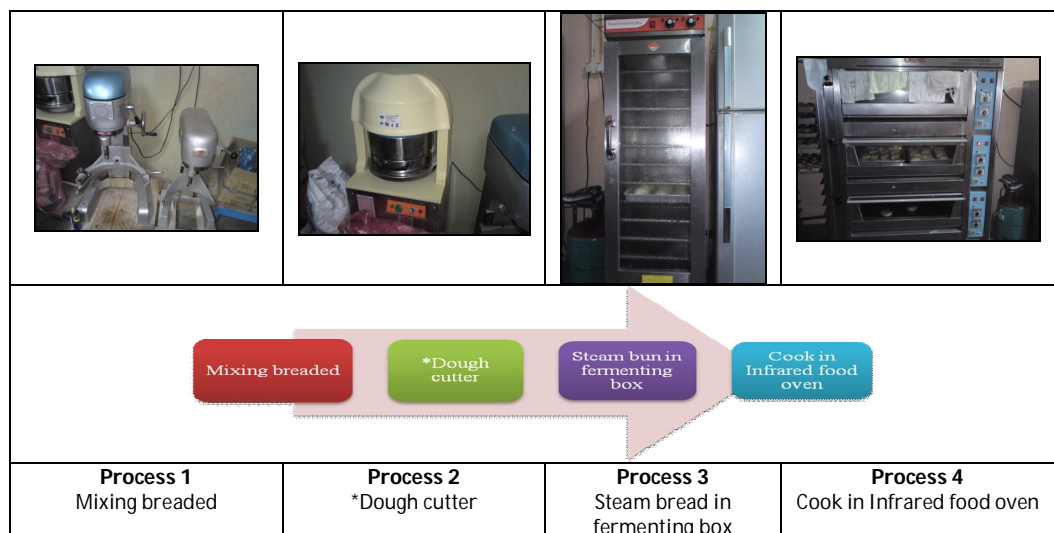 Mixing breaded
*Dough
cutter
Steam bun in
fermenting
box
Cook in
Infrared food
oven
Process 1
Mixing breaded
Process 2
*Dough cutter
Process 3
Steam bread in
fermenting box
Process 4
Cook in Infrared food oven